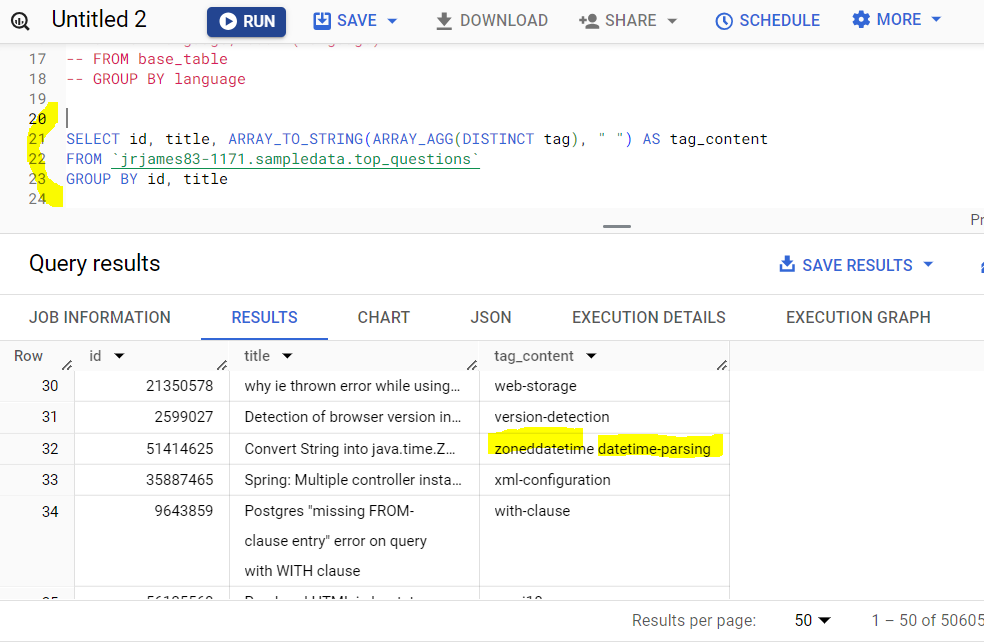 Untitled 2 RUN SAVE DOWNLOAD SHARE SCHEDULE MORE
17 -- FROM base_table
18 -- GROUP BY language
19
20
21 SELECT id, title, ARRAY_TO_STRING(ARRAY_AGG(DISTINCT tag), " ") AS tag_content
22 FROM `jrjames83-1171.sampledata.top_questions`
23 GROUP BY id, title
24
Pr
Query results SAVE RESULTS
JOB INFORMATION RESULTS CHART JSON EXECUTION DETAILS EXECUTION GRAPH
Row id title tag_content
30 21350578 why ie thrown error while using... web-storage
31 2599027 Detection of browser version in... version-detection
32 51414625 Convert String into java.time.Z... zoneddatetime datetime-parsing
33 35887465 Spring: Multiple controller insta... xml-configuration
34 9643859 Postgres "missing FROM- with-clause
clause entry" error on query
with WITH clause
Results per page: 50 1 – 50 of 50605